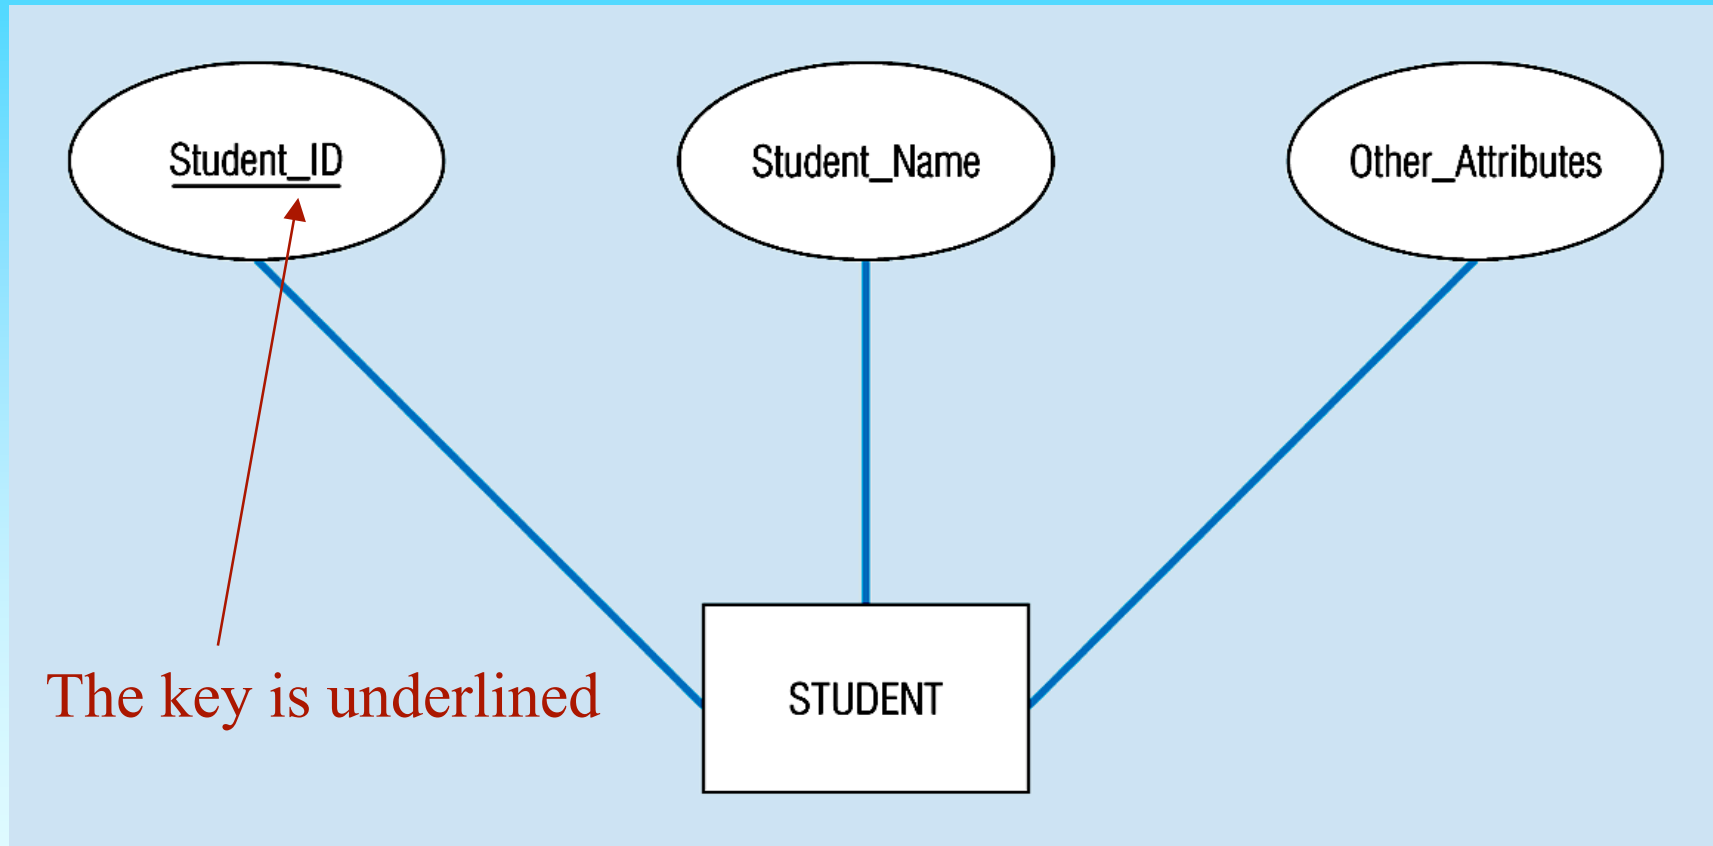 Student_ID
Student_Name
Other_Attributes
The key is underlined
STUDENT